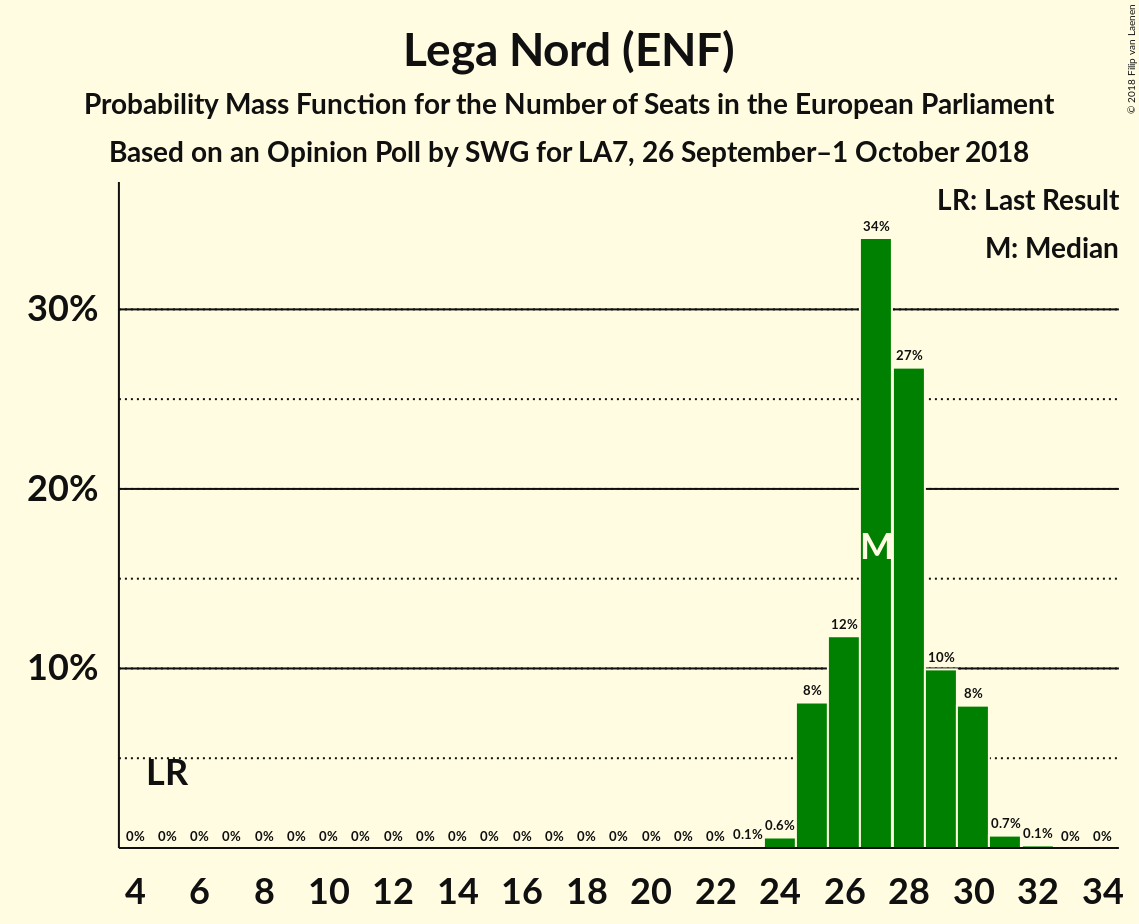 Lega Nord (ENF)
Probability Mass Function for the Number of Seats in the European Parliament
Based on an Opinion Poll by SWG for LA7, 26 September–1 October 2018
© 2018 Filip van Laenen
LR: Last Result
M: Median
34%
30%
27%
20%
M
12%
10%
10%
8%
8%
LR
0% 0% 0% 0% 0% 0% 0% 0% 0% 0% 0% 0% 0% 0% 0% 0% 0% 0% 0% 0.1% 0.6% 0.7% 0.1% 0% 0%
4 6 8 10 12 14 16 18 20 22 24 26 28 30 32 34